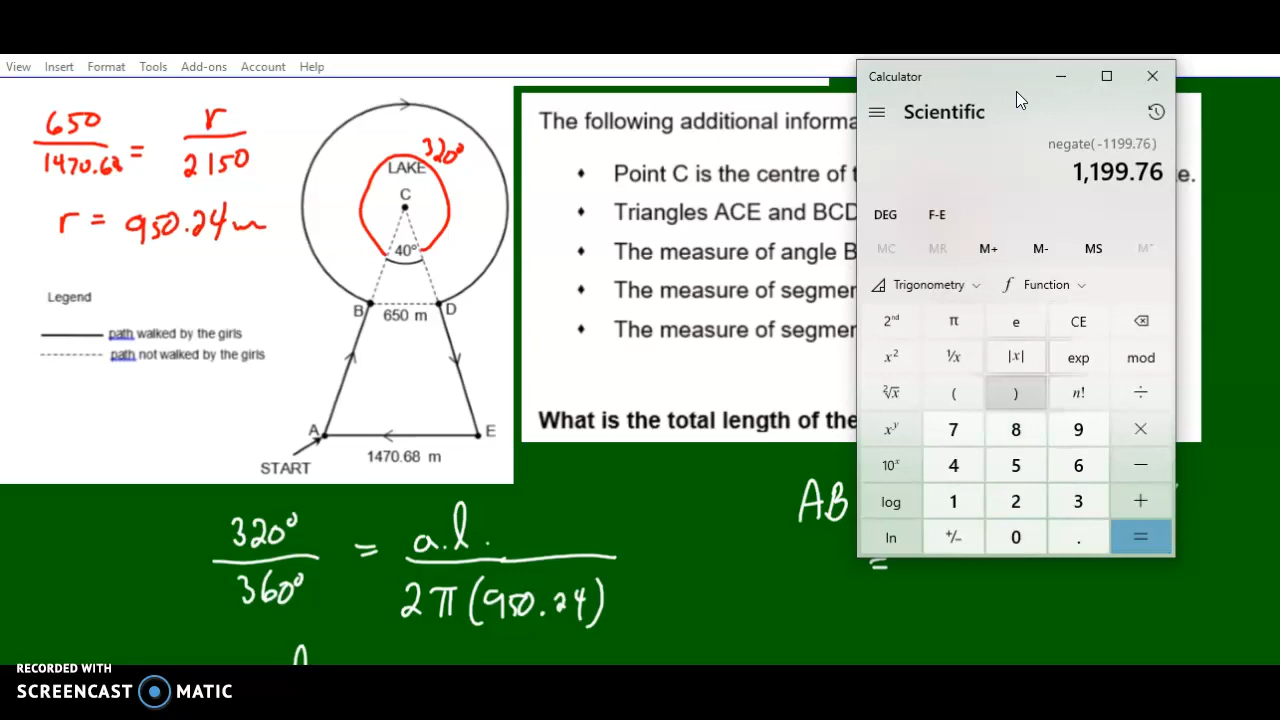 View Insert Format Tools Add-ons Account Help
650
1470.68 =
r
2150
r = 950.24m
320°
LAKE
C
40°
B
D
650 m
Legend
path walked by the girls
path not walked by the girls
A
E
START
1470.68 m
The following additional informa
♦ Point C is the centre of t
e.
♦ Triangles ACE and BCD
♦ The measure of angle B
♦ The measure of segmer
♦ The measure of segmer
What is the total length of the
Calculator
Scientific
negate( -1199.76 )
1,199.76
DEG F-E
MC MR M+ M- MS M˅
Trigonometry Function
2nd π e CE
x² ¹/x |x| exp mod
²√x ( ) n! ÷
xʸ 7 8 9 ×
10ˣ 4 5 6 −
log 1 2 3 +
ln +/− 0 . =
320°
360°
= a.l.
2π(950.24)
AB
=
RECORDED WITH
SCREENCAST MATIC